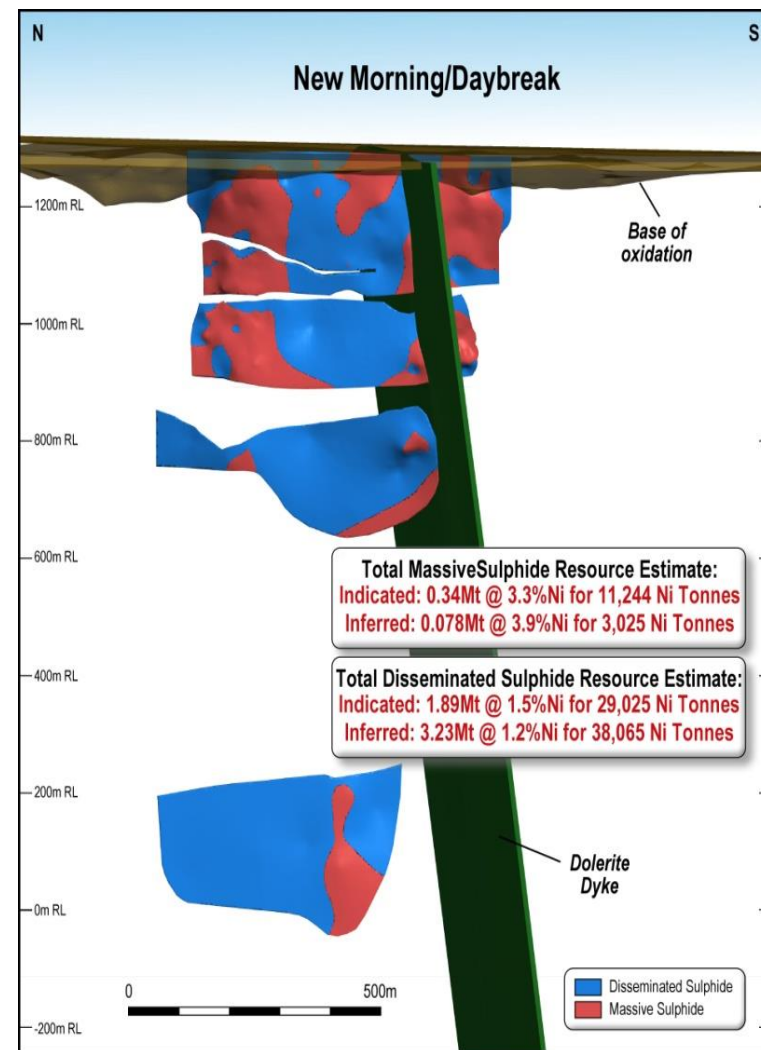 N
S
New Morning/Daybreak
1200m RL
Base of
oxidation
1000m RL
800m RL
600m RL
Total MassiveSulphide Resource Estimate:
Indicated: 0.34Mt @ 3.3%Ni for 11,244 Ni Tonnes
Inferred: 0.078Mt @ 3.9%Ni for 3,025 Ni Tonnes
Total Disseminated Sulphide Resource Estimate:
Indicated: 1.89Mt @ 1.5%Ni for 29,025 Ni Tonnes
Inferred: 3.23Mt @ 1.2%Ni for 38,065 Ni Tonnes
400m RL
200m RL
Dolerite
Dyke
0m RL
0
500m
Disseminated Sulphide
Massive Sulphide
-200m RL